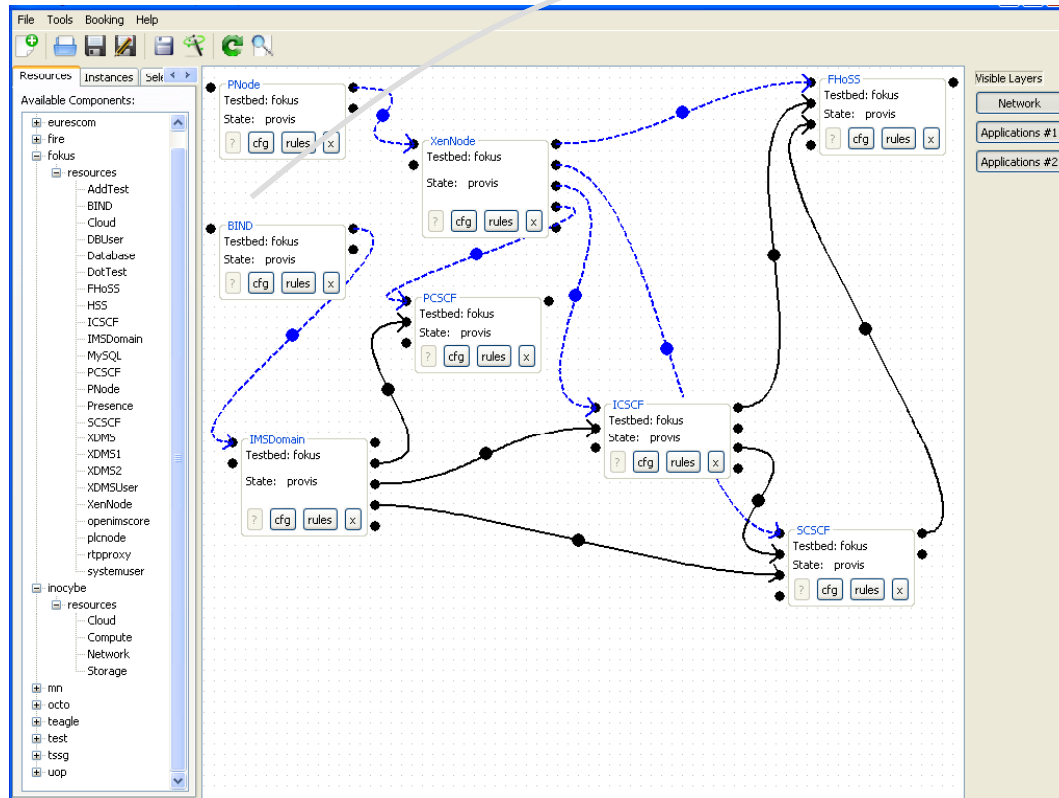 File Tools Booking Help
Resources Instances Sele
Available Components:
eurescom
fire
fokus
resources
AddTest
BIND
Cloud
DBUser
Database
DotTest
FHoSS
HSS
ICSCF
IMSDomain
MySQL
PCSCF
PNode
Presence
SCSCF
XDMS
XDMS1
XDMS2
XDMSUser
XenNode
openimscore
plcnode
rtpproxy
systemuser
inocybe
resources
Cloud
Compute
Network
Storage
mn
octo
teagle
test
tssg
uop
PNode
Testbed: fokus
State: provis
? cfg rules x
XenNode
Testbed: fokus
State: provis
? cfg rules x
FHoSS
Testbed: fokus
State: provis
? cfg rules x
BIND
Testbed: fokus
State: provis
? cfg rules x
PCSCF
Testbed: fokus
State: provis
? cfg rules x
ICSCF
Testbed: fokus
State: provis
? cfg rules x
IMSDomain
Testbed: fokus
State: provis
? cfg rules x
SCSCF
Testbed: fokus
State: provis
? cfg rules x
Visible Layers
Network
Applications #1
Applications #2